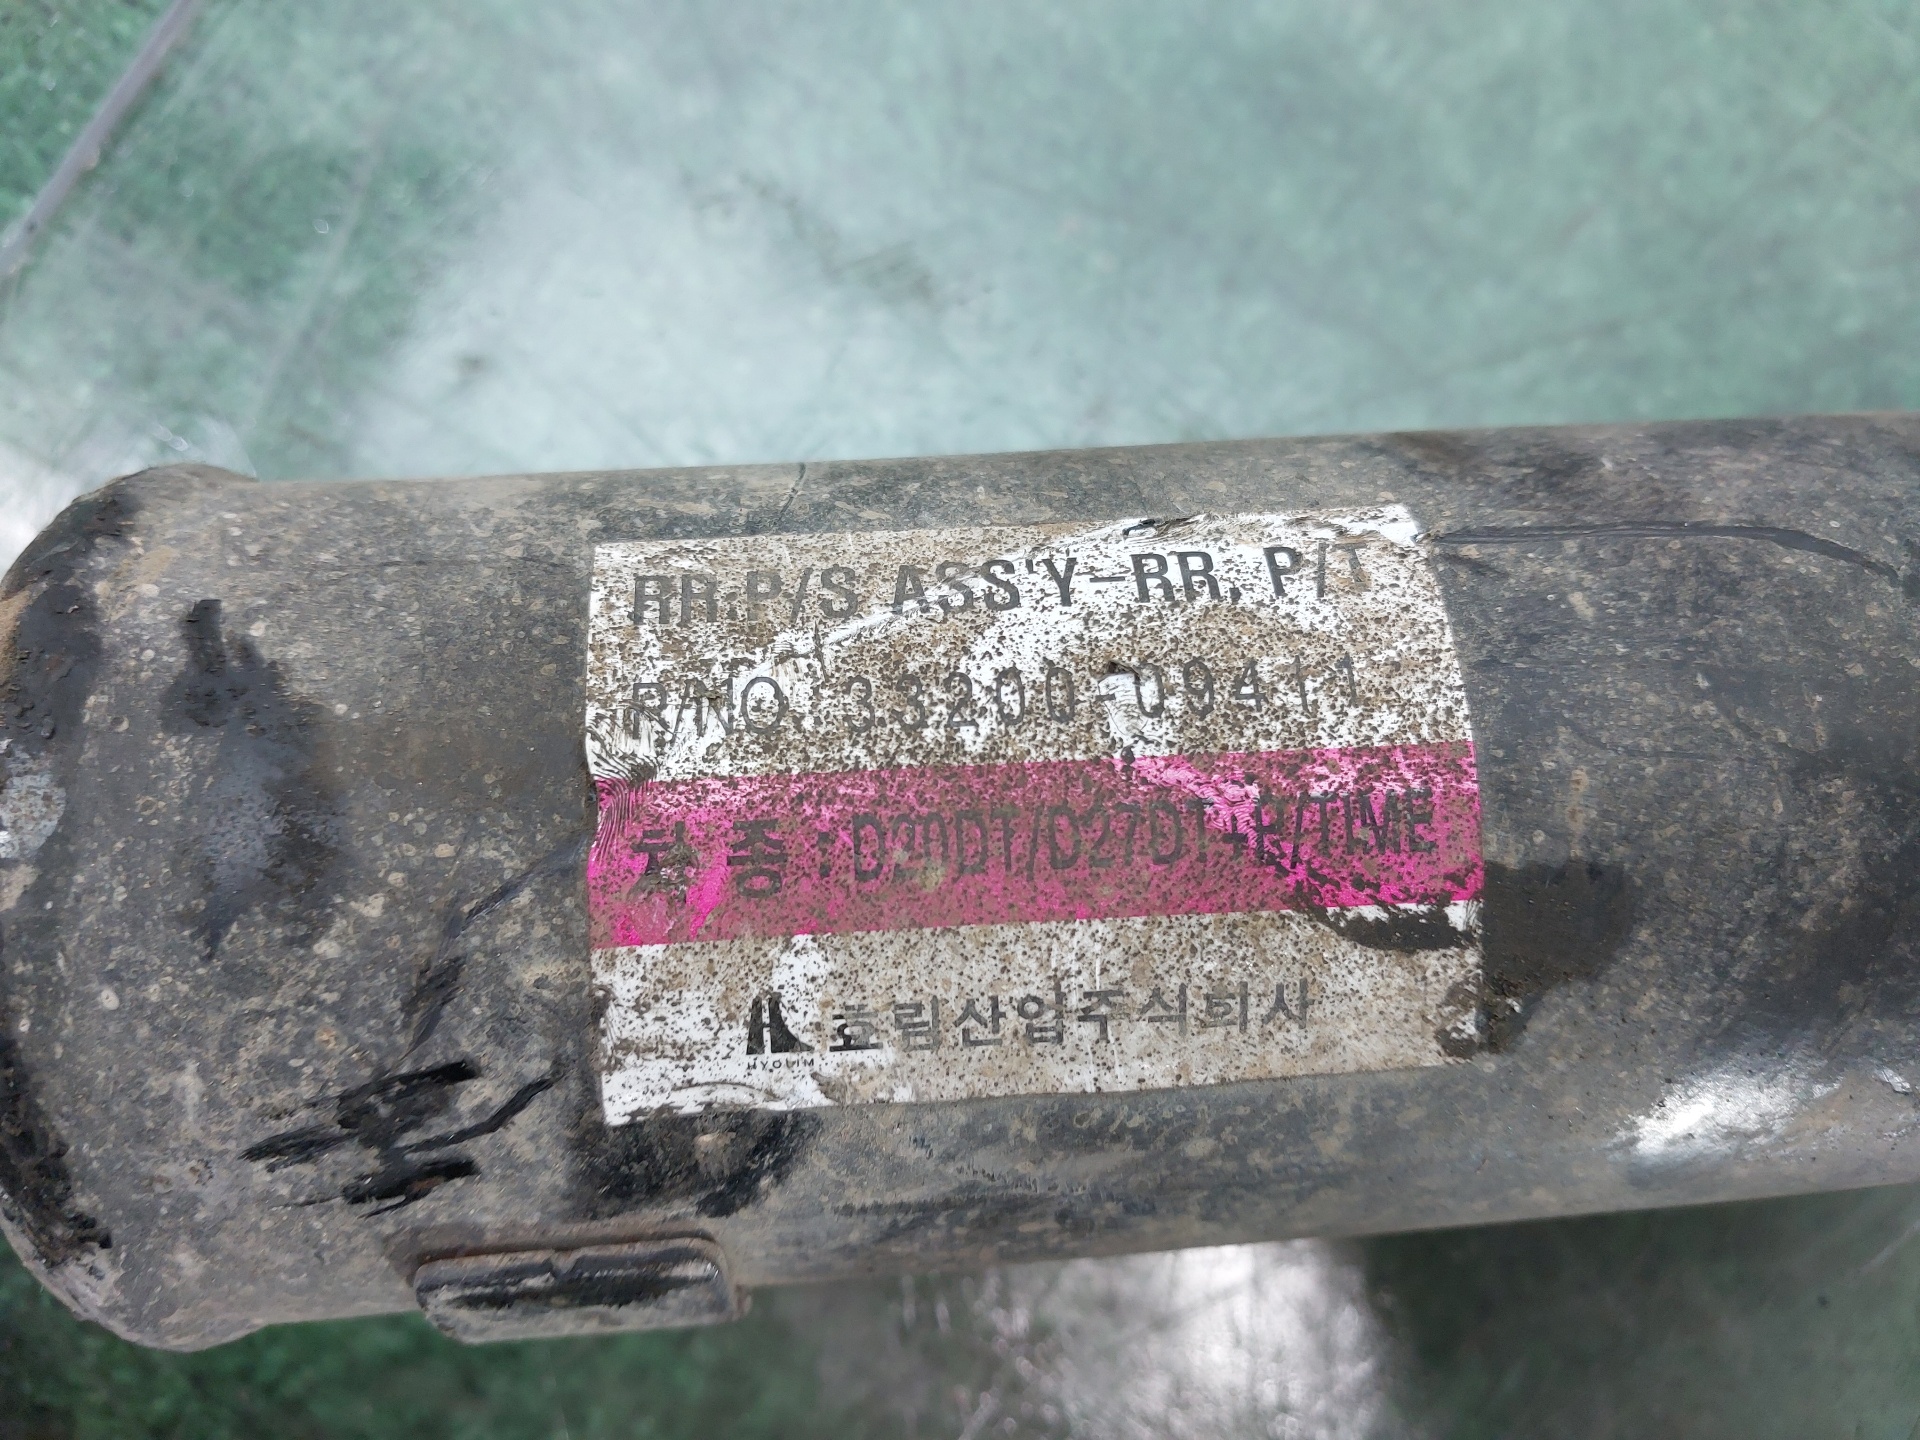 RR.P/S ASS'Y-RR, P/T
P/NO : 33200-09411
차 종 : D20DT/D27DT+P/TIME
HYOLIM 효림산업주식회사